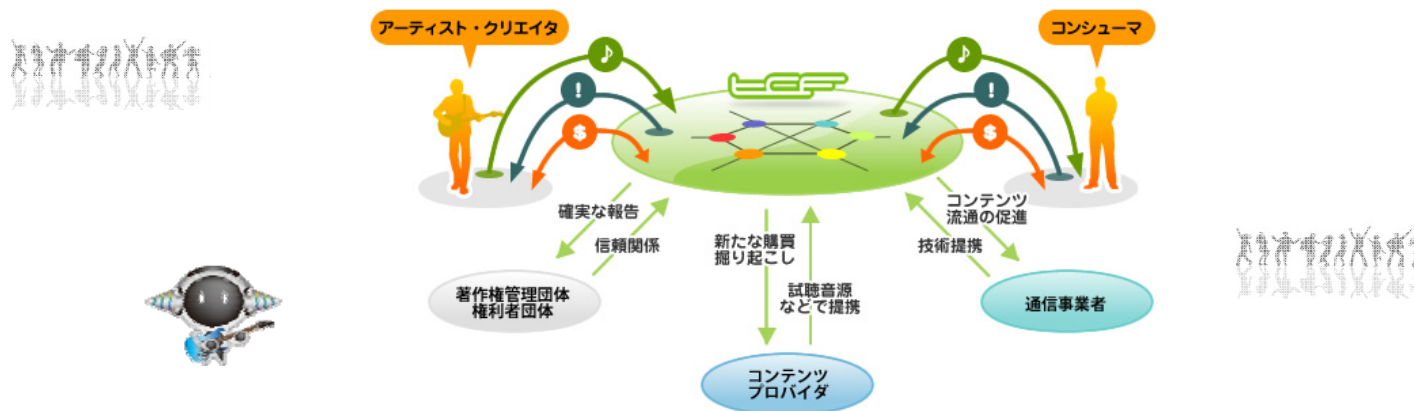 アーティスト・クリエイタ
コンシューマ
♪
!
$
tcf
♪
!
$
確実な報告
信頼関係
新たな購買
掘り起こし
試聴音源
などで提携
コンテンツ
流通の促進
技術提携
著作権管理団体
権利者団体
通信事業者
コンテンツ
プロバイダ